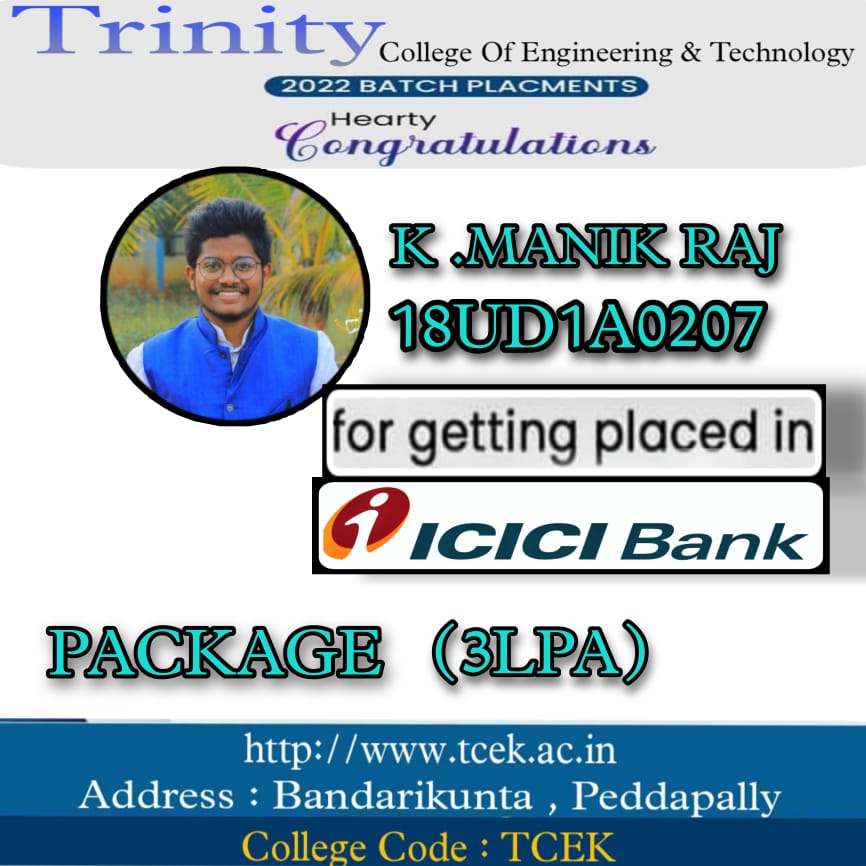 Trinity College Of Engineering & Technology
2022 BATCH PLACMENTS
Hearty
Congratulations
K .MANIK RAJ
18UD1A0207
for getting placed in
i ICICI Bank
PACKAGE (3LPA)
http://www.tcek.ac.in
Address : Bandarikunta , Peddapally
College Code : TCEK